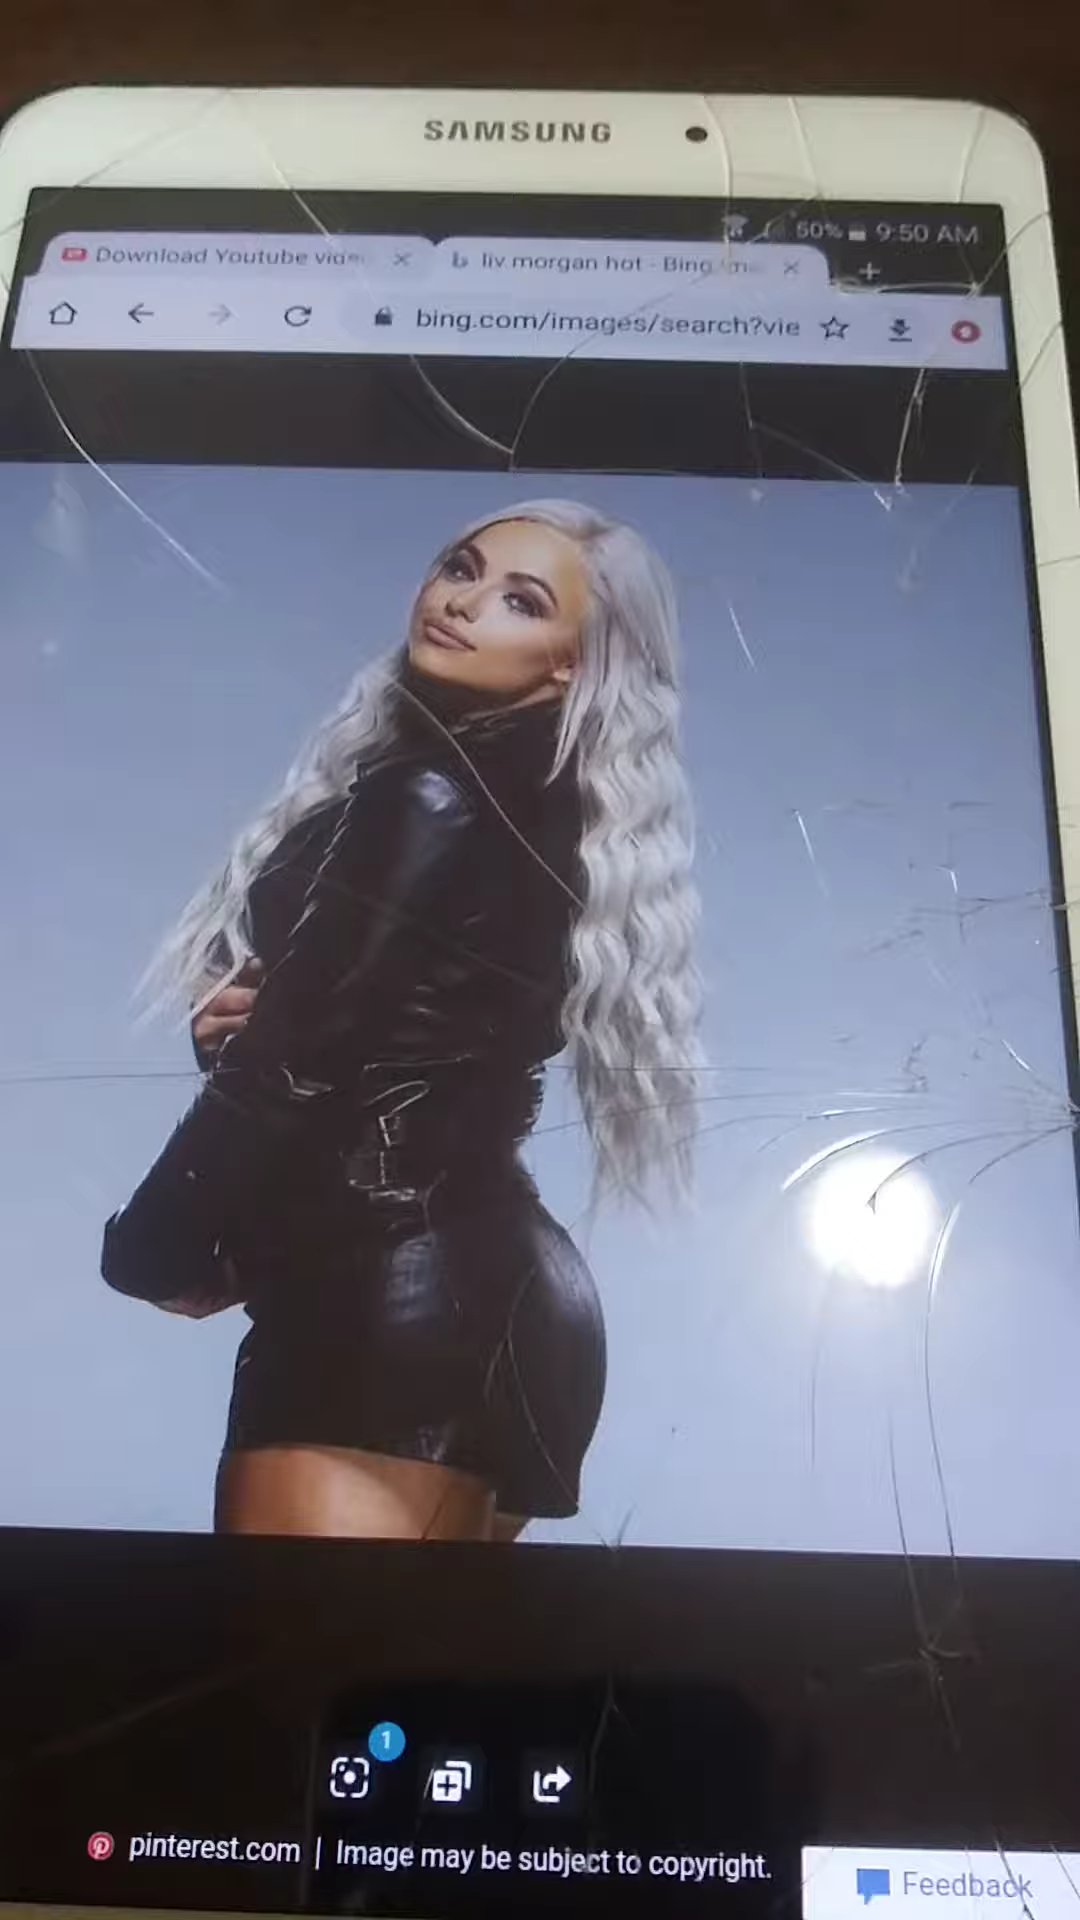 SAMSUNG
50% 9:50 AM
Download Youtube vide
liv morgan hot - Bing
bing.com/images/search?vie
1
pinterest.com | Image may be subject to copyright.
Feedback